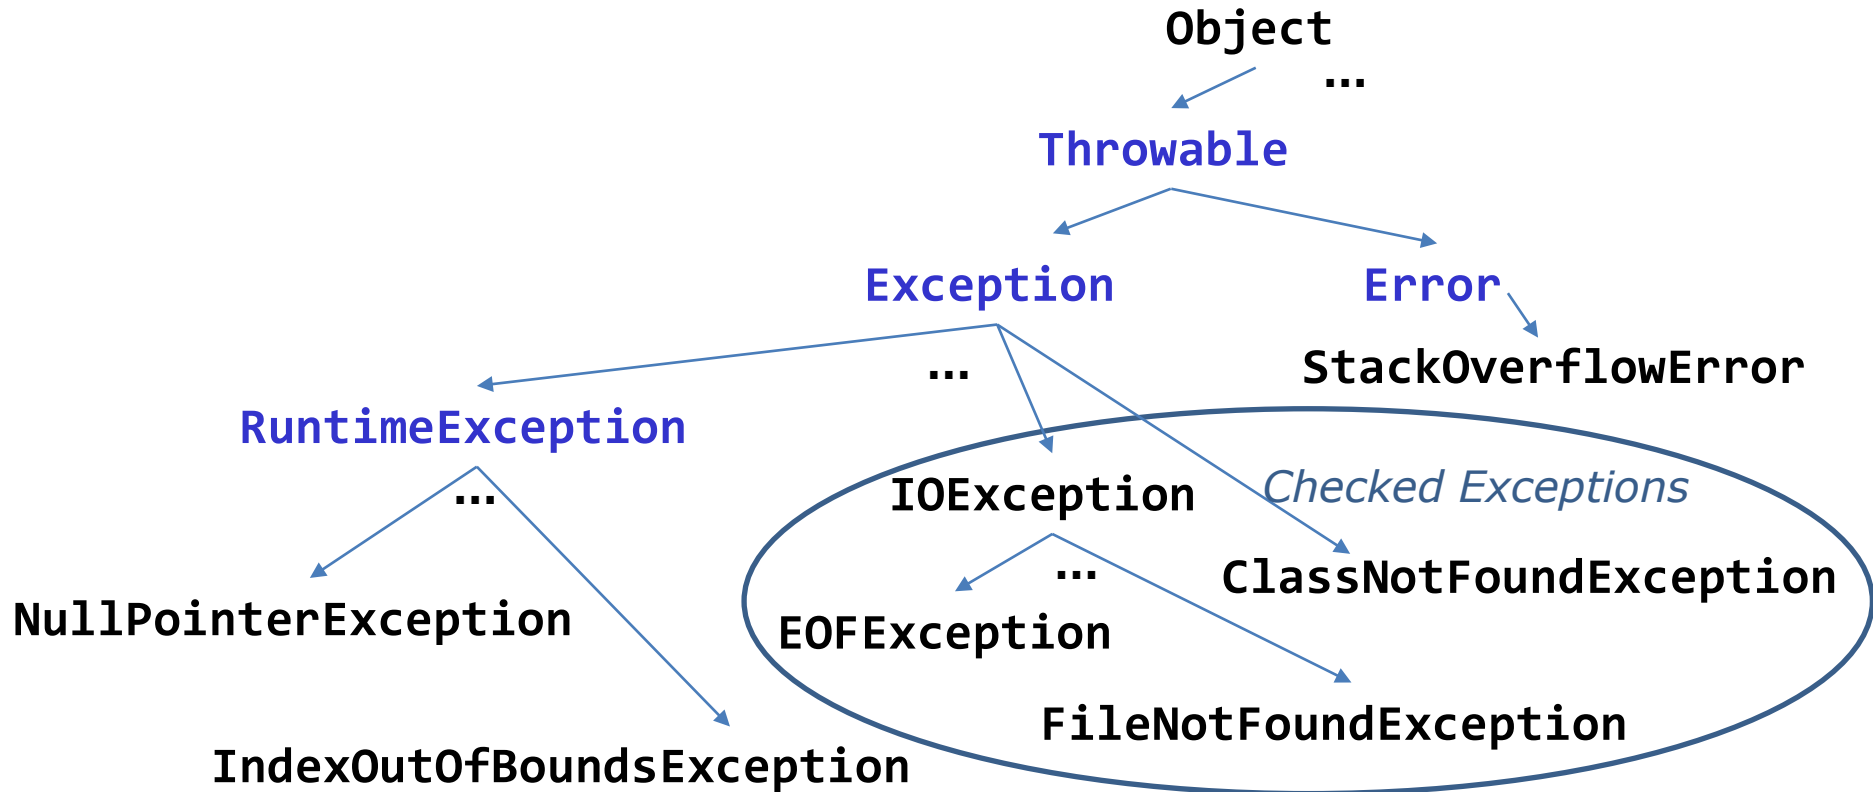 Object
...
Throwable
Exception
Error
...
StackOverflowError
RuntimeException
...
IOException
Checked Exceptions
...
ClassNotFoundException
NullPointerException
EOFException
FileNotFoundException
IndexOutOfBoundsException